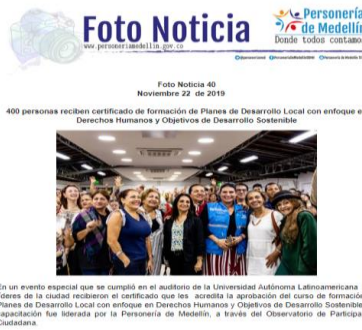 Foto Noticia
www.personeriamedellin.gov.co
Personería
de Medellín
Donde todos contamos
Foto Noticia 40
Noviembre 22 de 2019
400 personas reciben certificado de formación de Planes de Desarrollo Local con enfoque e
Derechos Humanos y Objetivos de Desarrollo Sostenible
En un evento especial que se cumplió en el auditorio de la Universidad Autónoma Latinoamericana
líderes de la ciudad recibieron el certificado que les acredita la aprobación del curso de formación
Planes de Desarrollo Local con enfoque en Derechos Humanos y Objetivos de Desarrollo Sostenible
capacitación fue liderada por la Personería de Medellín, a través del Observatorio de Participa
Ciudadana.